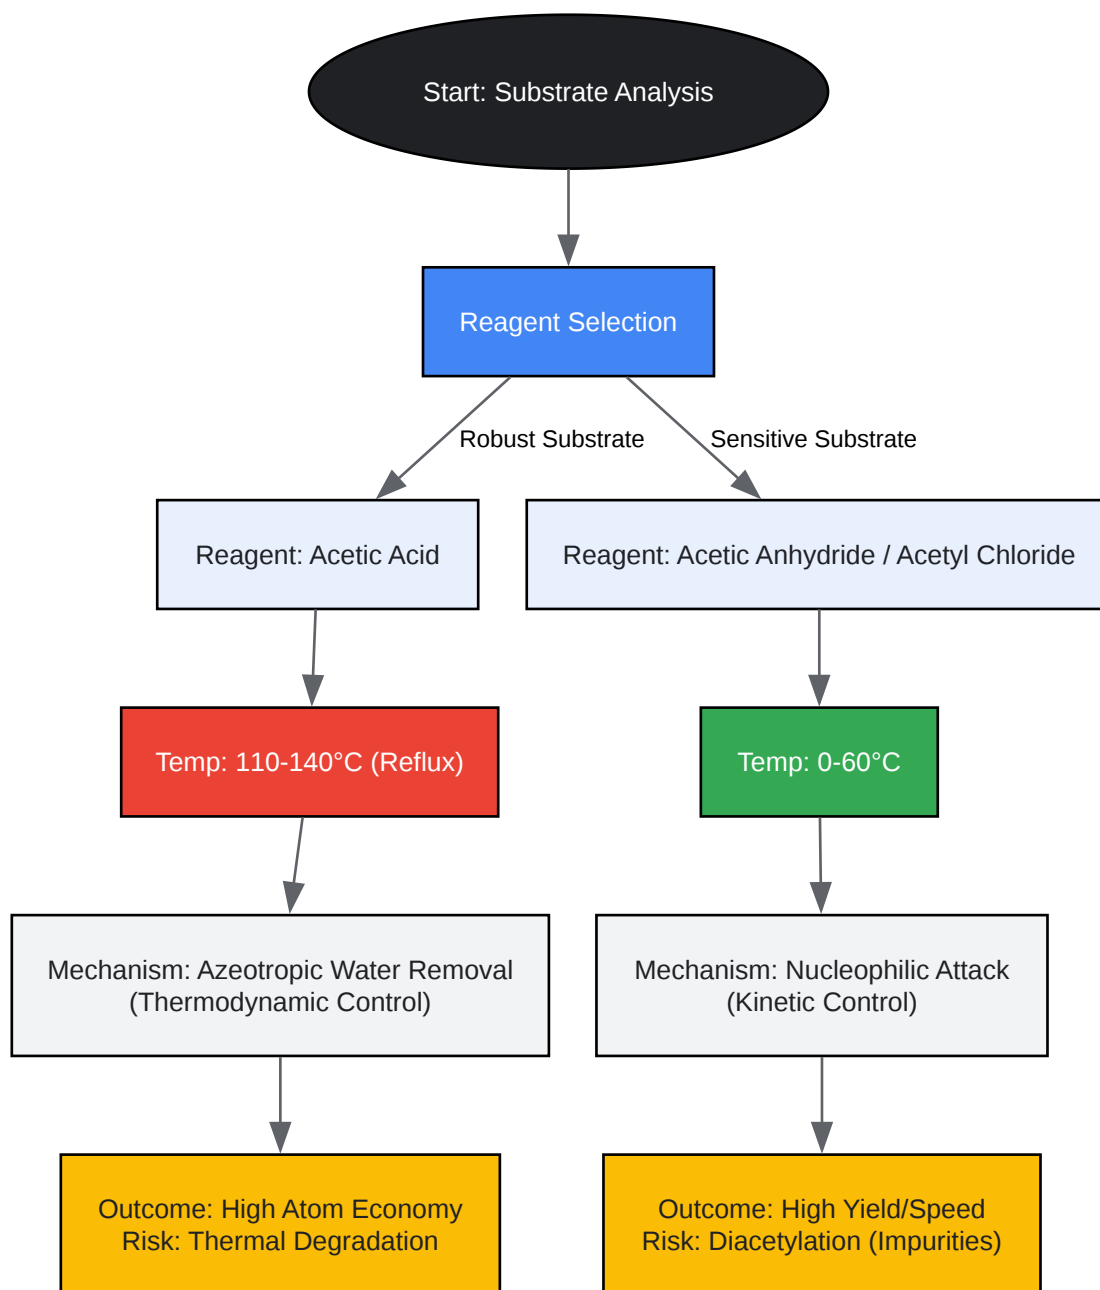 Start: Substrate Analysis
Reagent Selection
Robust Substrate
Sensitive Substrate
Reagent: Acetic Acid
Reagent: Acetic Anhydride / Acetyl Chloride
Temp: 110-140°C (Reflux)
Temp: 0-60°C
Mechanism: Azeotropic Water Removal
(Thermodynamic Control)
Mechanism: Nucleophilic Attack
(Kinetic Control)
Outcome: High Atom Economy
Risk: Thermal Degradation
Outcome: High Yield/Speed
Risk: Diacetylation (Impurities)